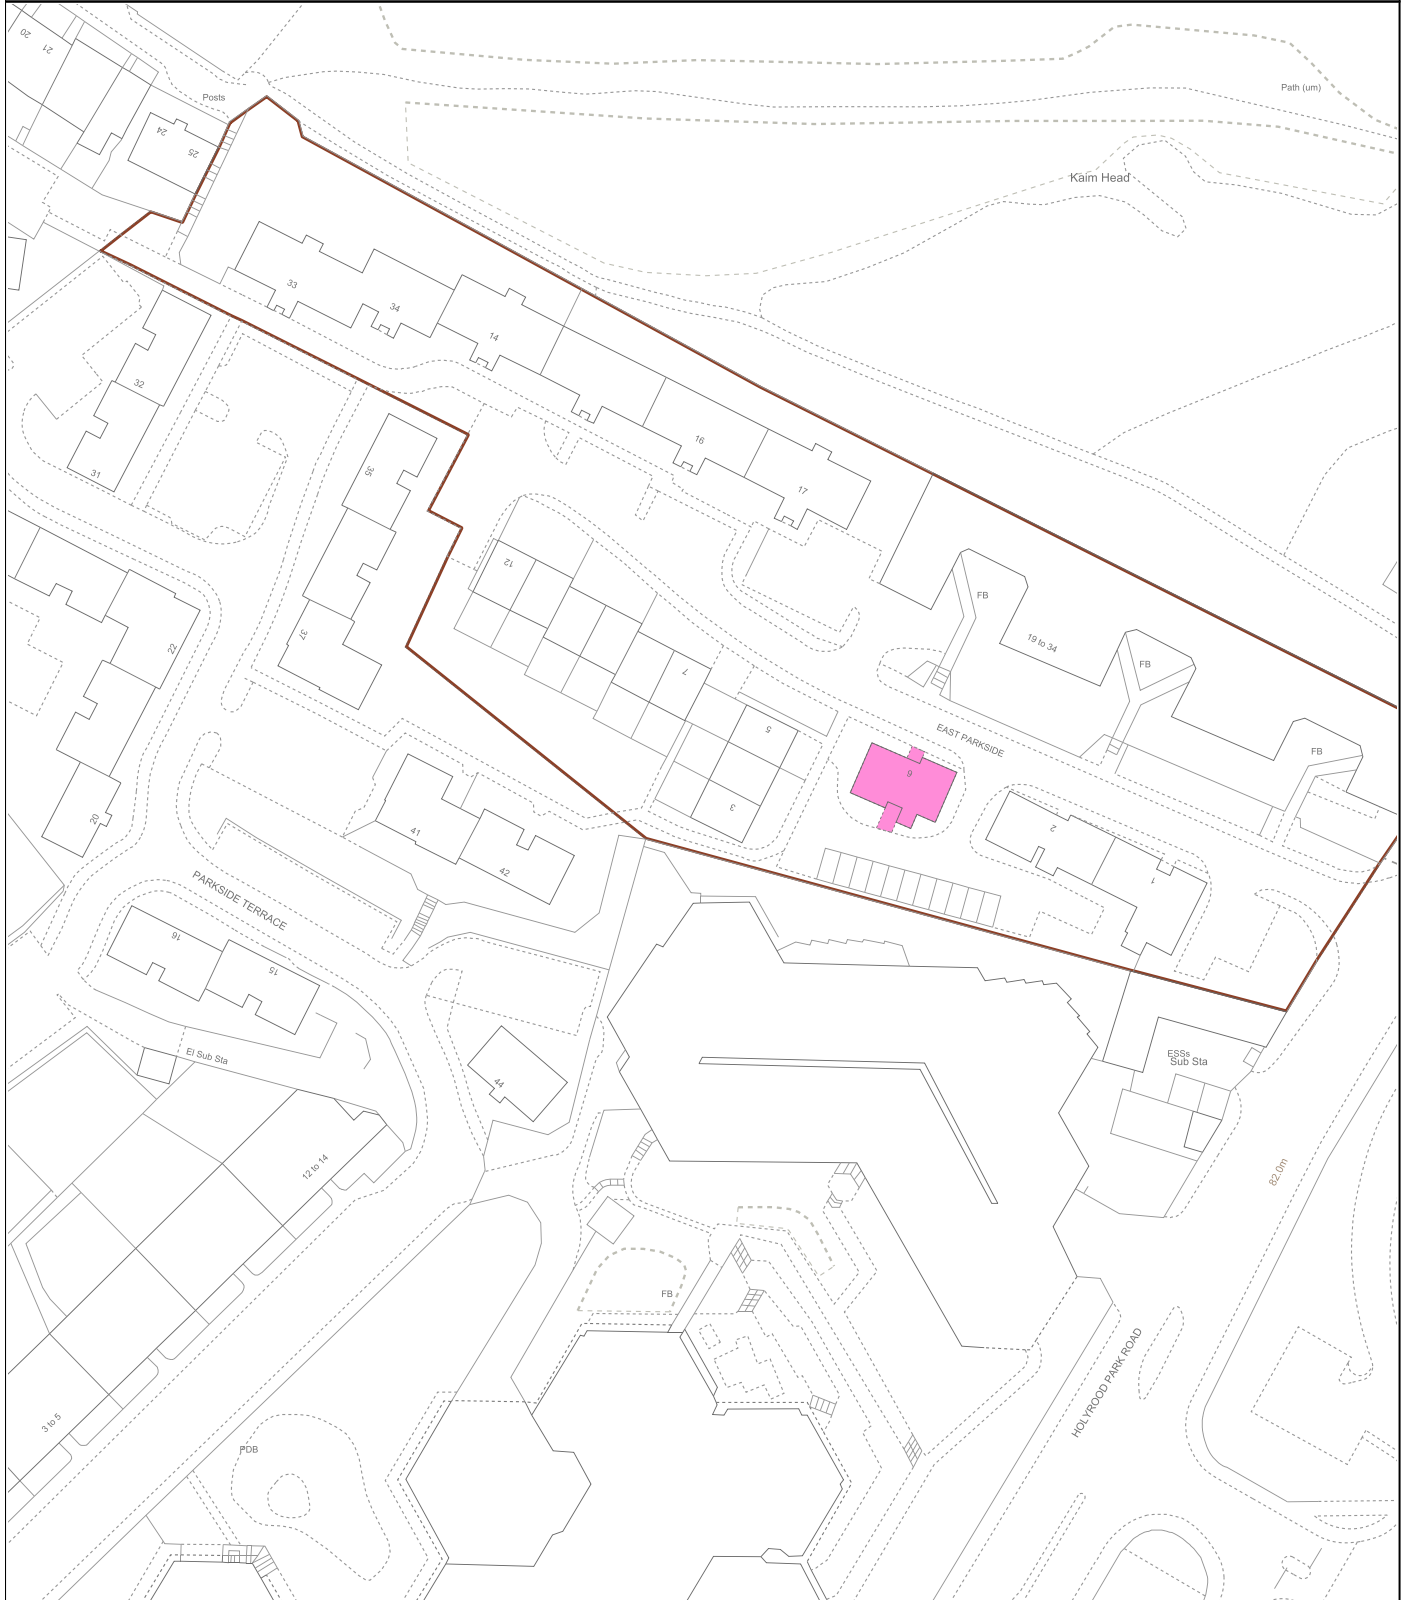 20
21
Posts
24
25
Path (um)
Kaim Head
33
34
14
32
16
31
35
17
12
FB
19 to 34
37
22
7
FB
5
EAST PARKSIDE
FB
9
3
20
41
2
42
1
PARKSIDE TERRACE
16
15
El Sub Sta
44
ESSs
Sub Sta
12 to 14
82.0m
FB
HOLYROOD PARK ROAD
3 to 5
PDB